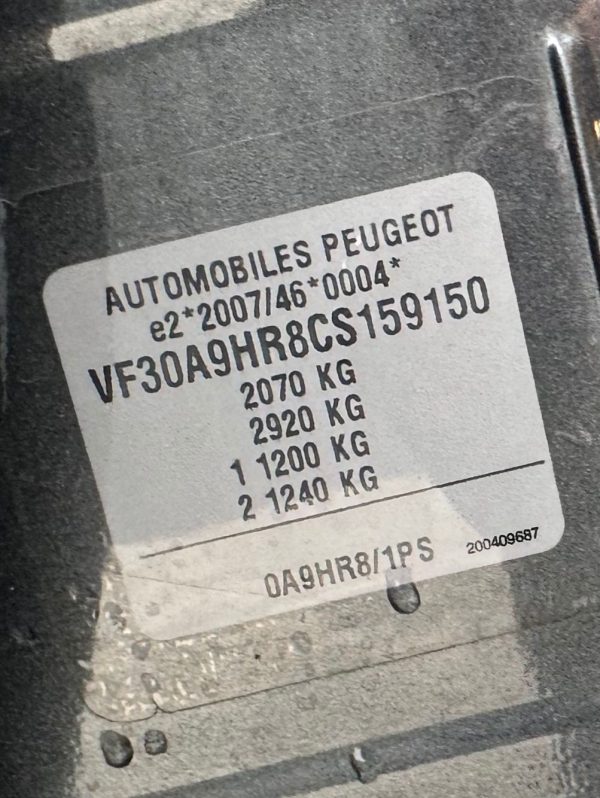 AUTOMOBILES PEUGEOT
e2*2007/46*0004*
VF30A9HR8CS159150
2070 KG
2920 KG
1 1200 KG
2 1240 KG
0A9HR8/1PS 200409687